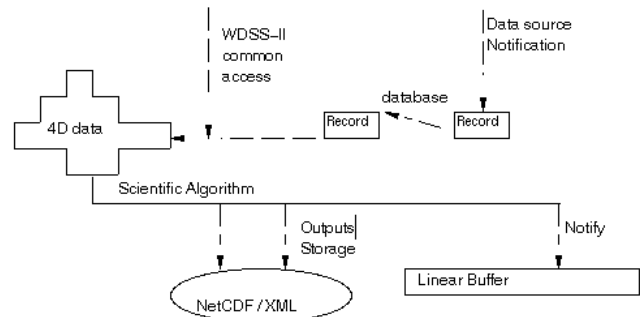 WDSS-II
common
access
Data source
Notification
database
Record
Record
4D data
Scientific Algorithm
Outputs
Storage
Notify
NetCDF / XML
Linear Buffer